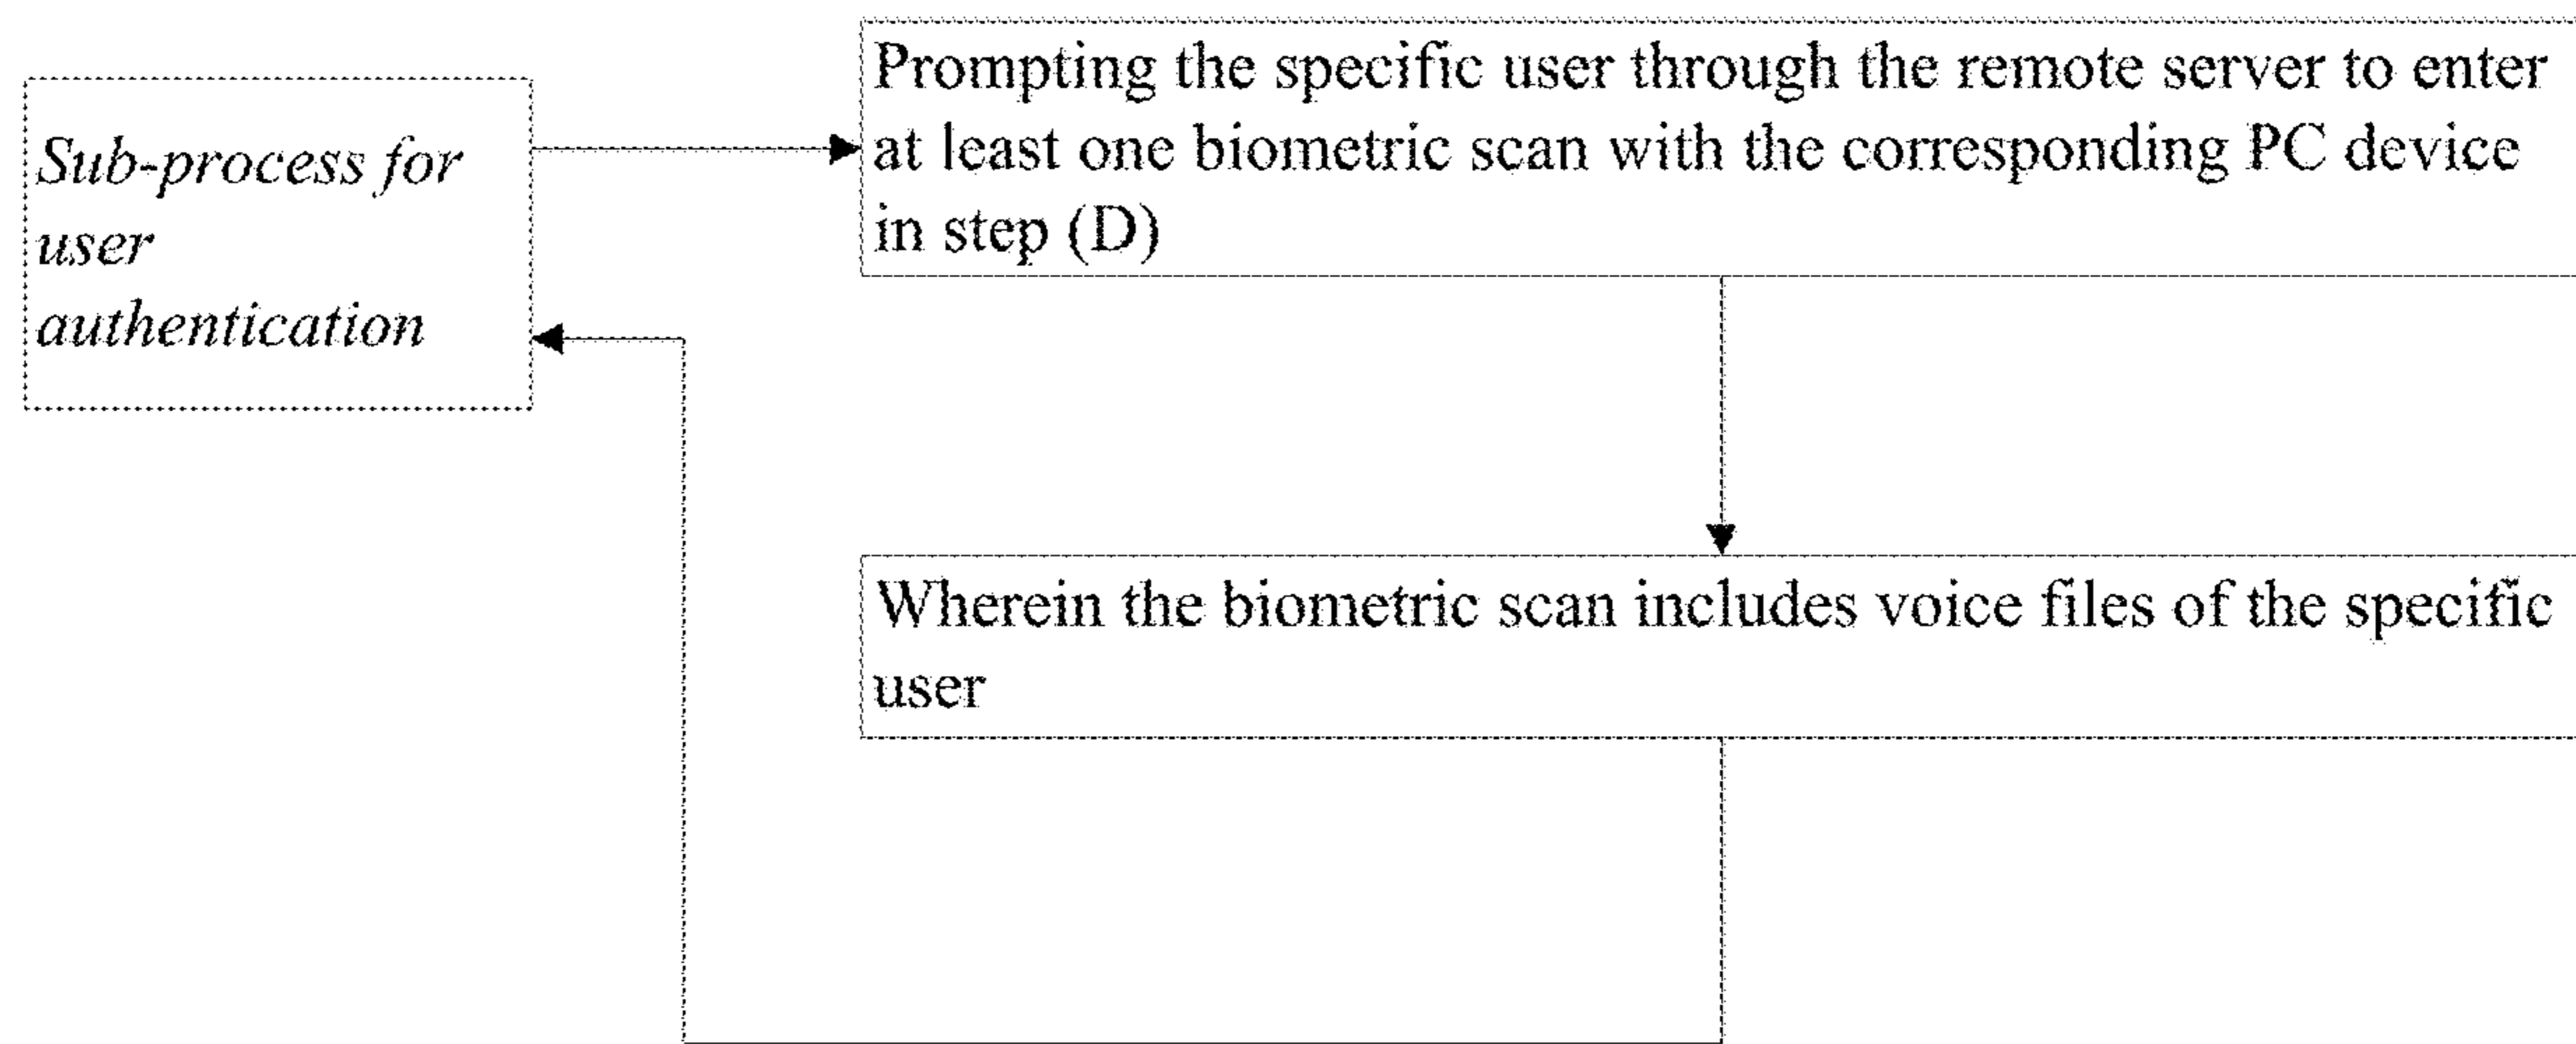 Sub-process for
user
authentication
Prompting the specific user through the remote server to enter
at least one biometric scan with the corresponding PC device
in step (D)
Wherein the biometric scan includes voice files of the specific
user